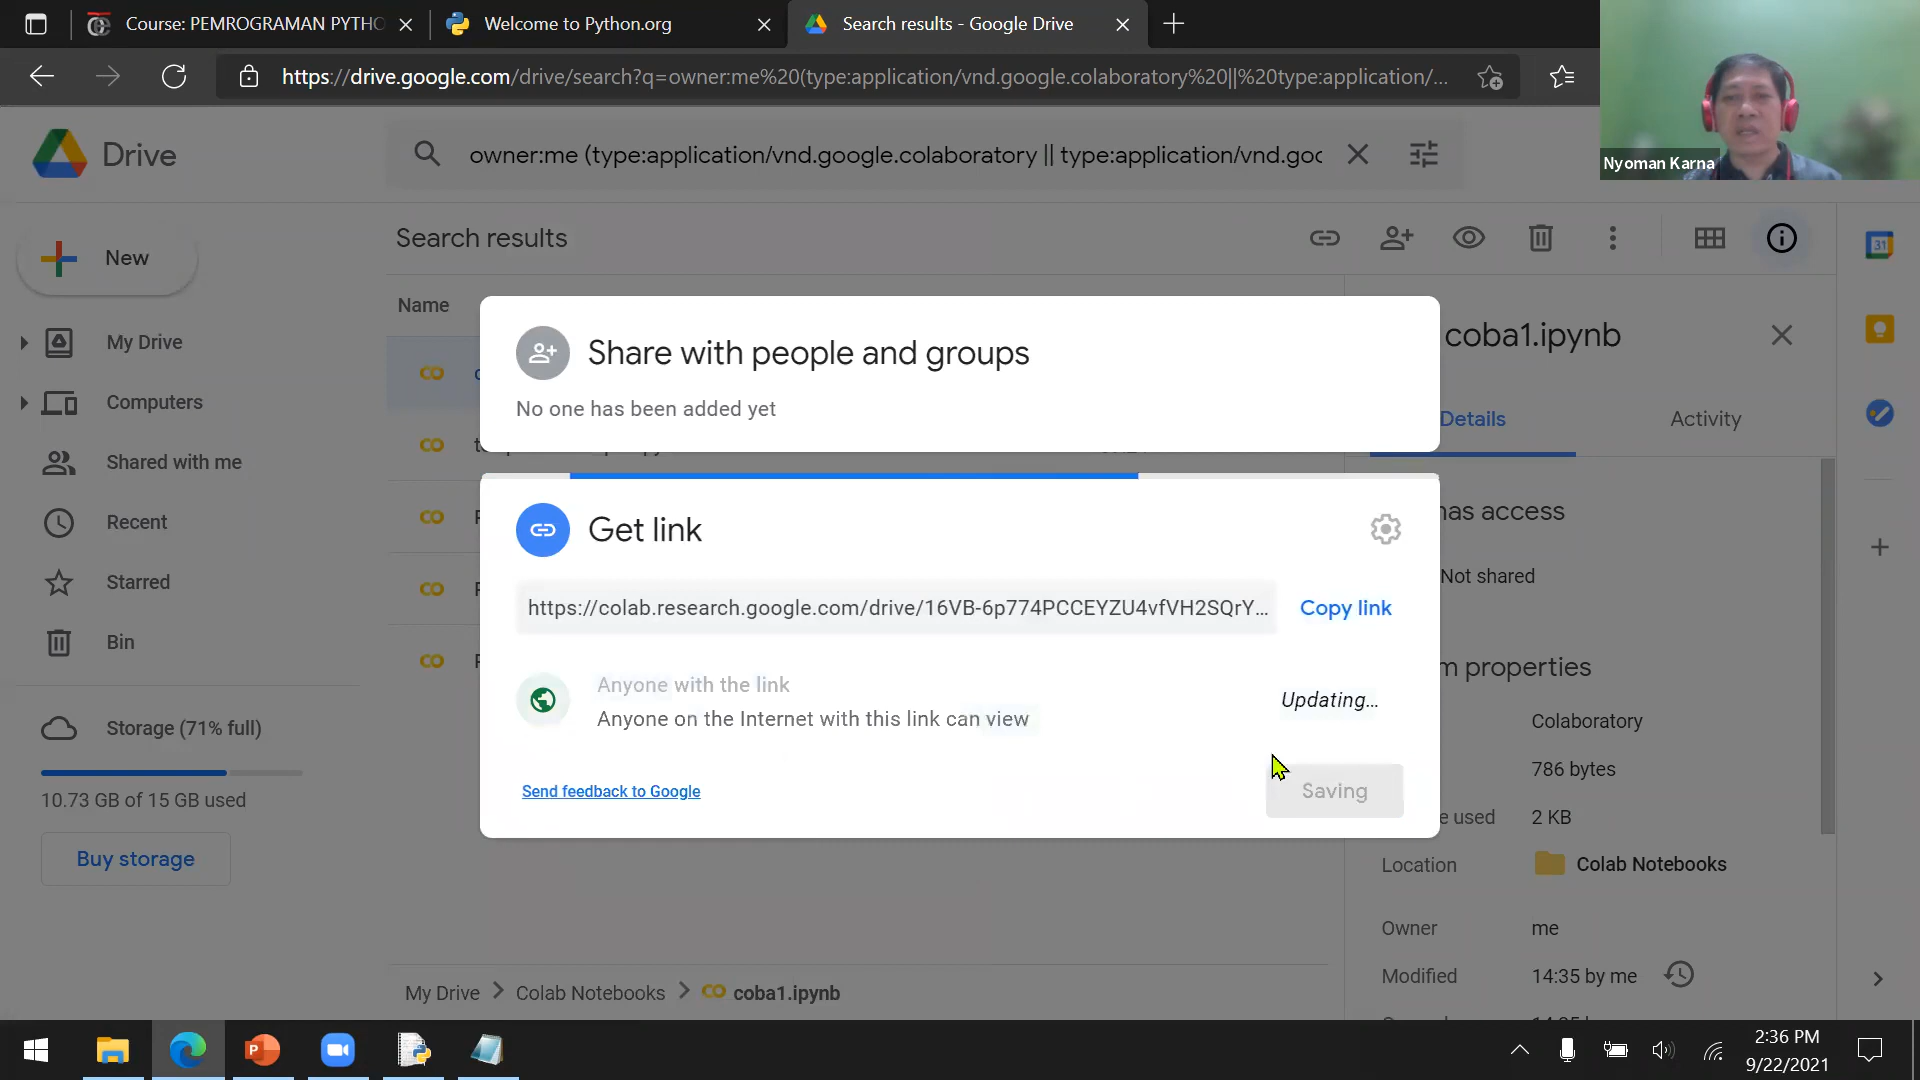 Course: PEMROGRAMAN PYTHO
Welcome to Python.org
Search results - Google Drive
https://drive.google.com/drive/search?q=owner:me%20(type:application/vnd.google.colaboratory%20||%20type:application/...
Nyoman Karna
Drive
owner:me (type:application/vnd.google.colaboratory || type:application/vnd.goo
New
Search results
31
Name
coba1.ipynb
My Drive
Computers
Shared with me
Recent
Starred
Bin
Storage (71% full)
10.73 GB of 15 GB used
Buy storage
Share with people and groups
No one has been added yet
Details
Activity
Get link
has access
https://colab.research.google.com/drive/16VB-6p774PCCEYZU4vfVH2SQrY...
Copy link
Not shared
Anyone with the link
Anyone on the Internet with this link can view
Updating...
m properties
Colaboratory
786 bytes
Send feedback to Google
Saving
e used
2 KB
Location
Colab Notebooks
Owner
me
Modified
14:35 by me
My Drive > Colab Notebooks > coba1.ipynb
2:36 PM
9/22/2021